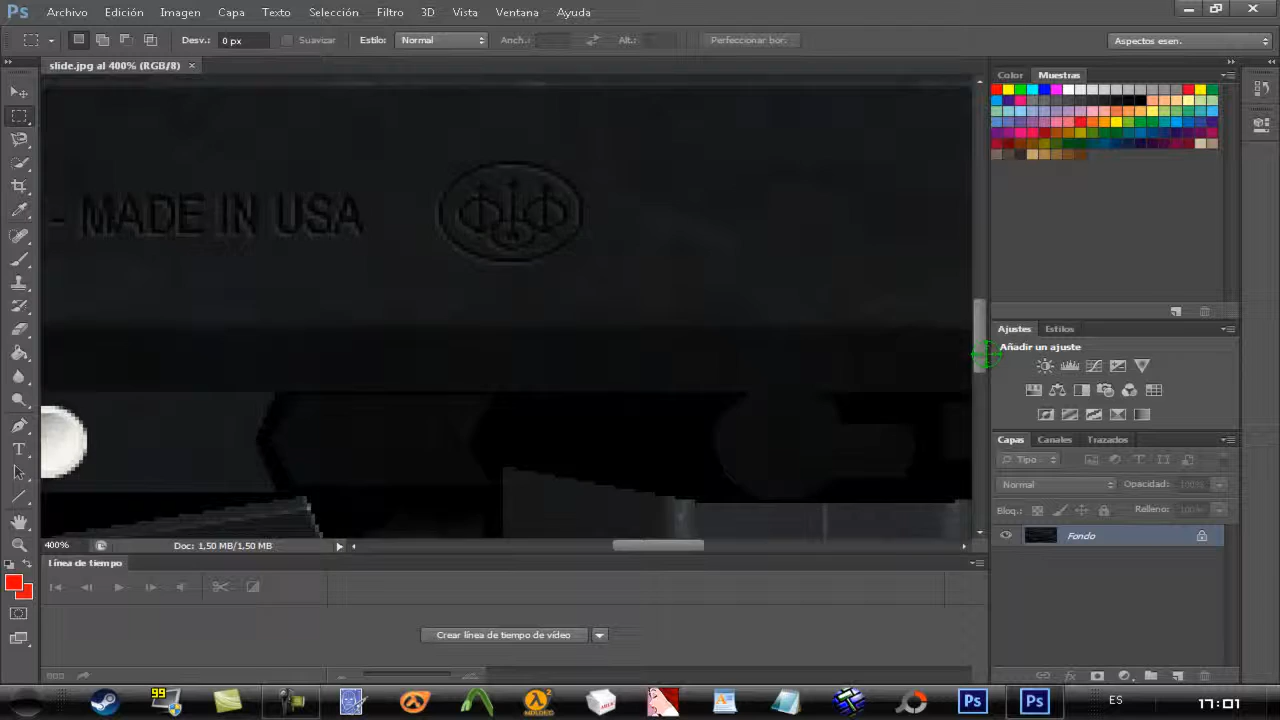 Ps Archivo Edición Imagen Capa Texto Selección Filtro 3D Vista Ventana Ayuda
Desv.: 0 px Suavizar Estilo: Normal Anch.: Alt.: Perfeccionar bor. Aspectos esen.
slide.jpg al 400% (RGB/8) ×
Color Muestras
- MADE IN USA
Ajustes Estilos
Añadir un ajuste
Capas Canales Trazados
Tipo
Normal Opacidad: 100%
Bloq.: Relleno: 100%
Fondo
400% Doc: 1,50 MB/1,50 MB
Línea de tiempo
Crear línea de tiempo de vídeo
99 Ps Ps ES 17:01